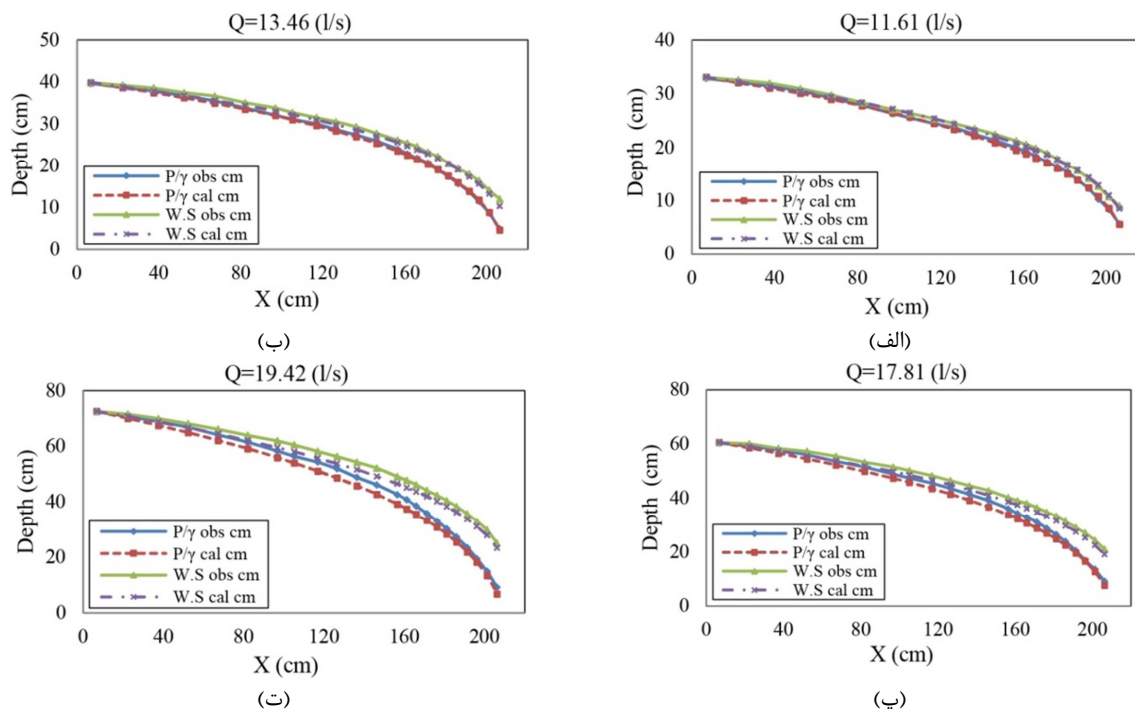 Q=13.46 (l/s)
50
40
30
20
10
0
Depth (cm)
P/γ obs cm
P/γ cal cm
W.S obs cm
W.S cal cm
0 40 80 120 160 200
X (cm)
(ب)
Q=11.61 (l/s)
40
30
20
10
0
Depth (cm)
P/γ obs cm
P/γ cal cm
W.S obs cm
W.S cal cm
0 40 80 120 160 200
X (cm)
(الف)
Q=19.42 (l/s)
80
60
40
20
0
Depth (cm)
P/γ obs cm
P/γ cal cm
W.S obs cm
W.S cal cm
0 40 80 120 160 200
X (cm)
(ت)
Q=17.81 (l/s)
80
60
40
20
0
Depth (cm)
P/γ obs cm
P/γ cal cm
W.S obs cm
W.S cal cm
0 40 80 120 160 200
X (cm)
(پ)